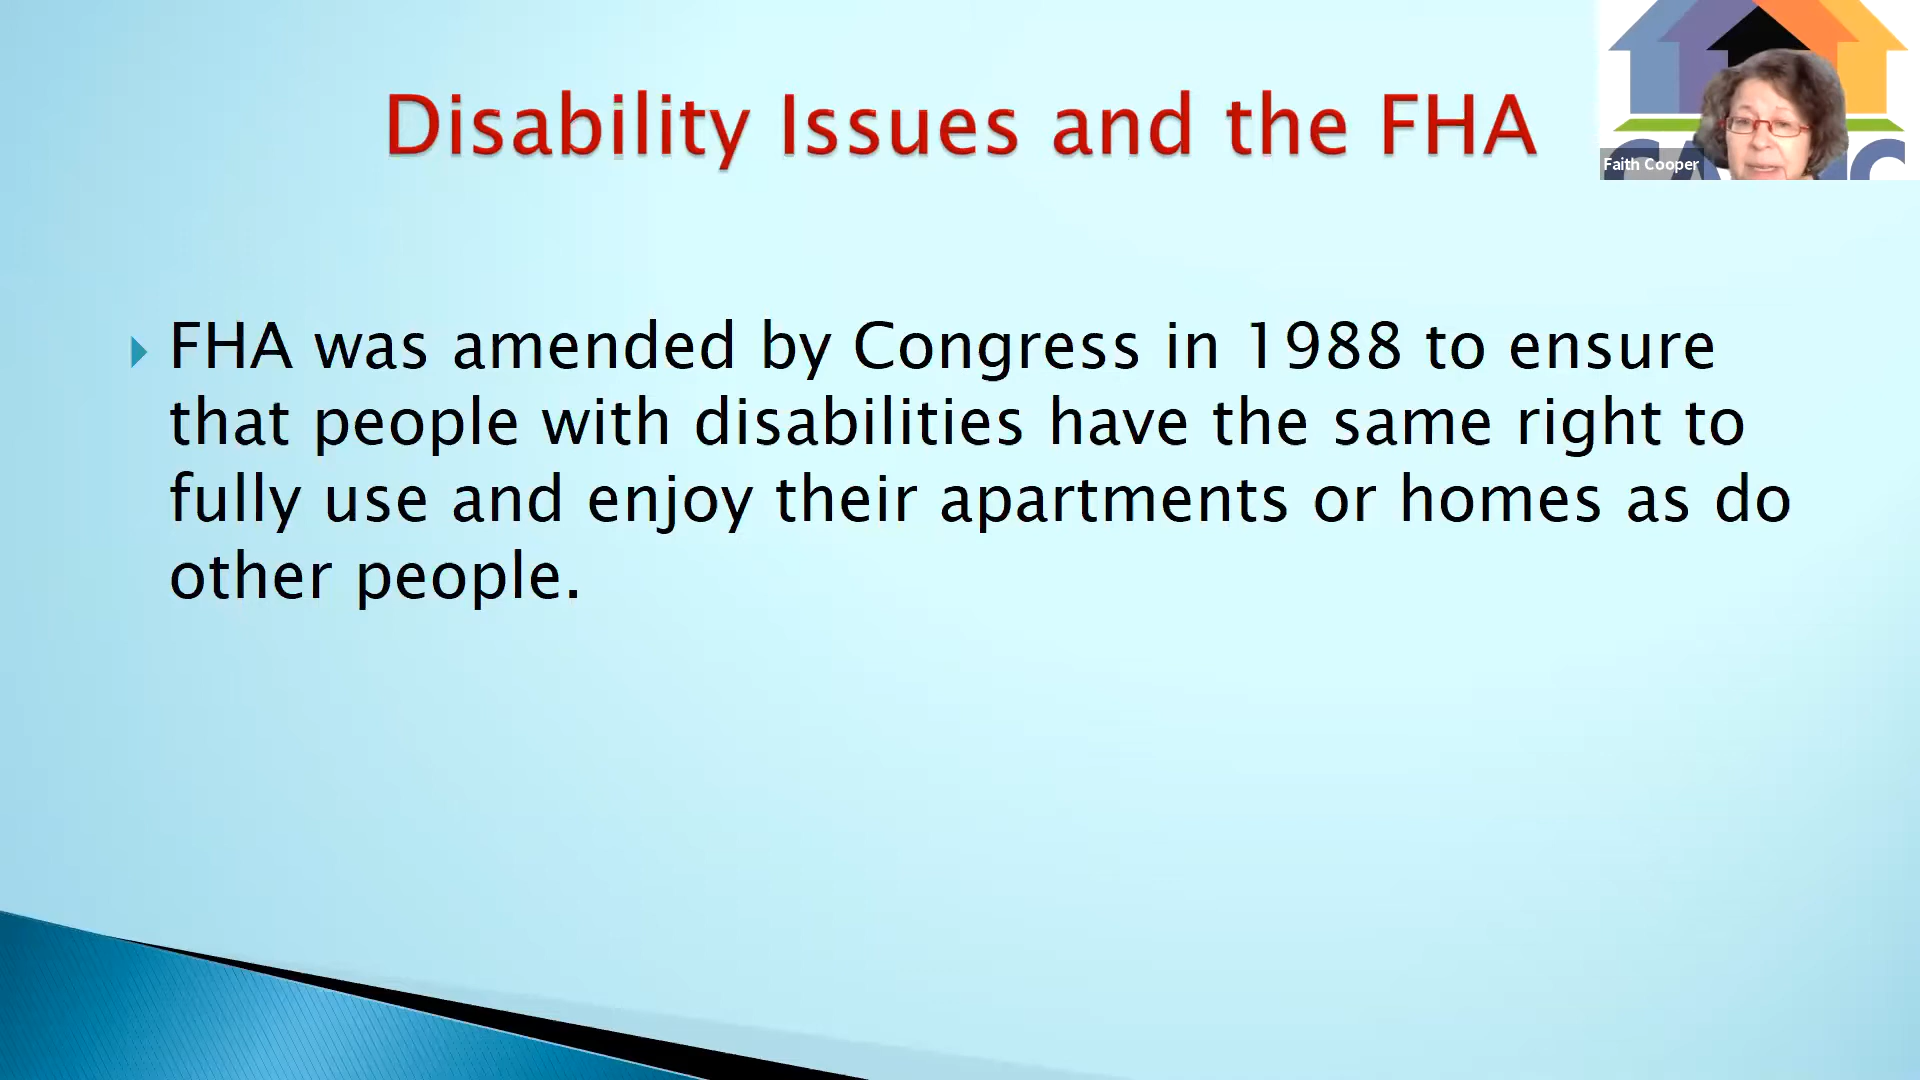 Disability Issues and the FHA
Faith Cooper
FHA was amended by Congress in 1988 to ensure
that people with disabilities have the same right to
fully use and enjoy their apartments or homes as do
other people.